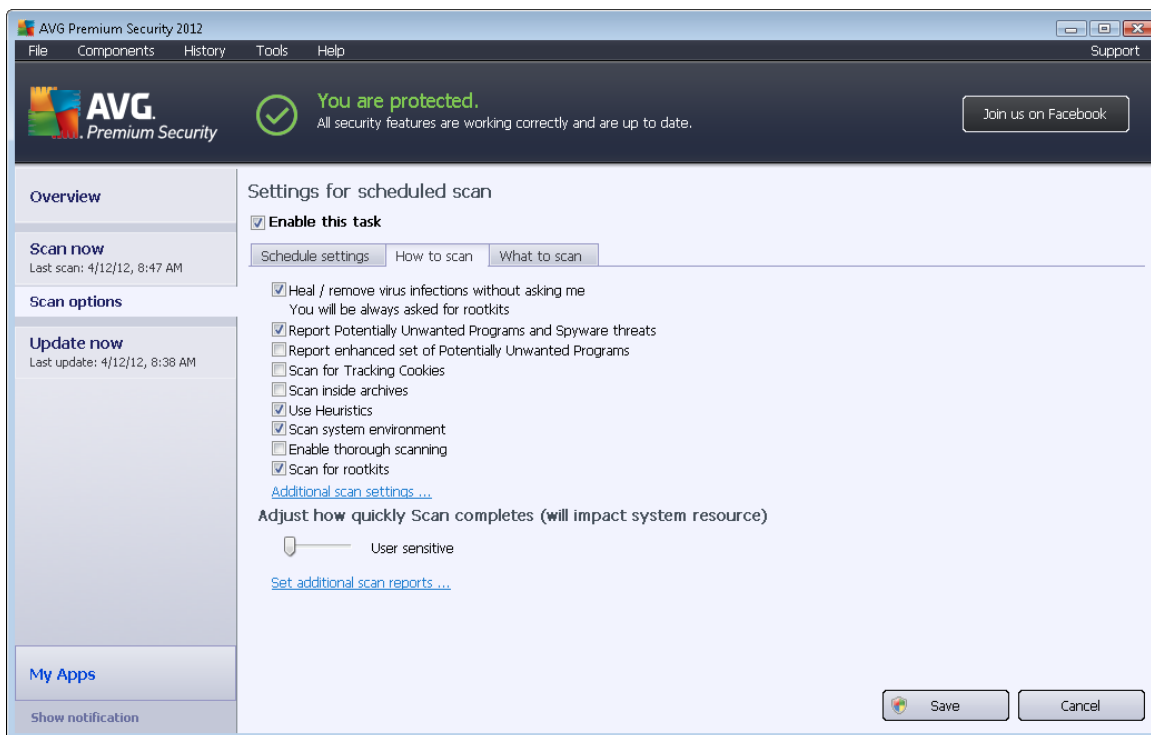 AVG Premium Security 2012
File Components History Tools Help Support
AVG.
Premium Security
You are protected.
All security features are working correctly and are up to date.
Join us on Facebook
Overview
Scan now
Last scan: 4/12/12, 8:47 AM
Scan options
Update now
Last update: 4/12/12, 8:38 AM
My Apps
Show notification
Settings for scheduled scan
Enable this task
Schedule settings How to scan What to scan
Heal / remove virus infections without asking me
You will be always asked for rootkits
Report Potentially Unwanted Programs and Spyware threats
Report enhanced set of Potentially Unwanted Programs
Scan for Tracking Cookies
Scan inside archives
Use Heuristics
Scan system environment
Enable thorough scanning
Scan for rootkits
Additional scan settings ...
Adjust how quickly Scan completes (will impact system resource)
User sensitive
Set additional scan reports ...
Save Cancel